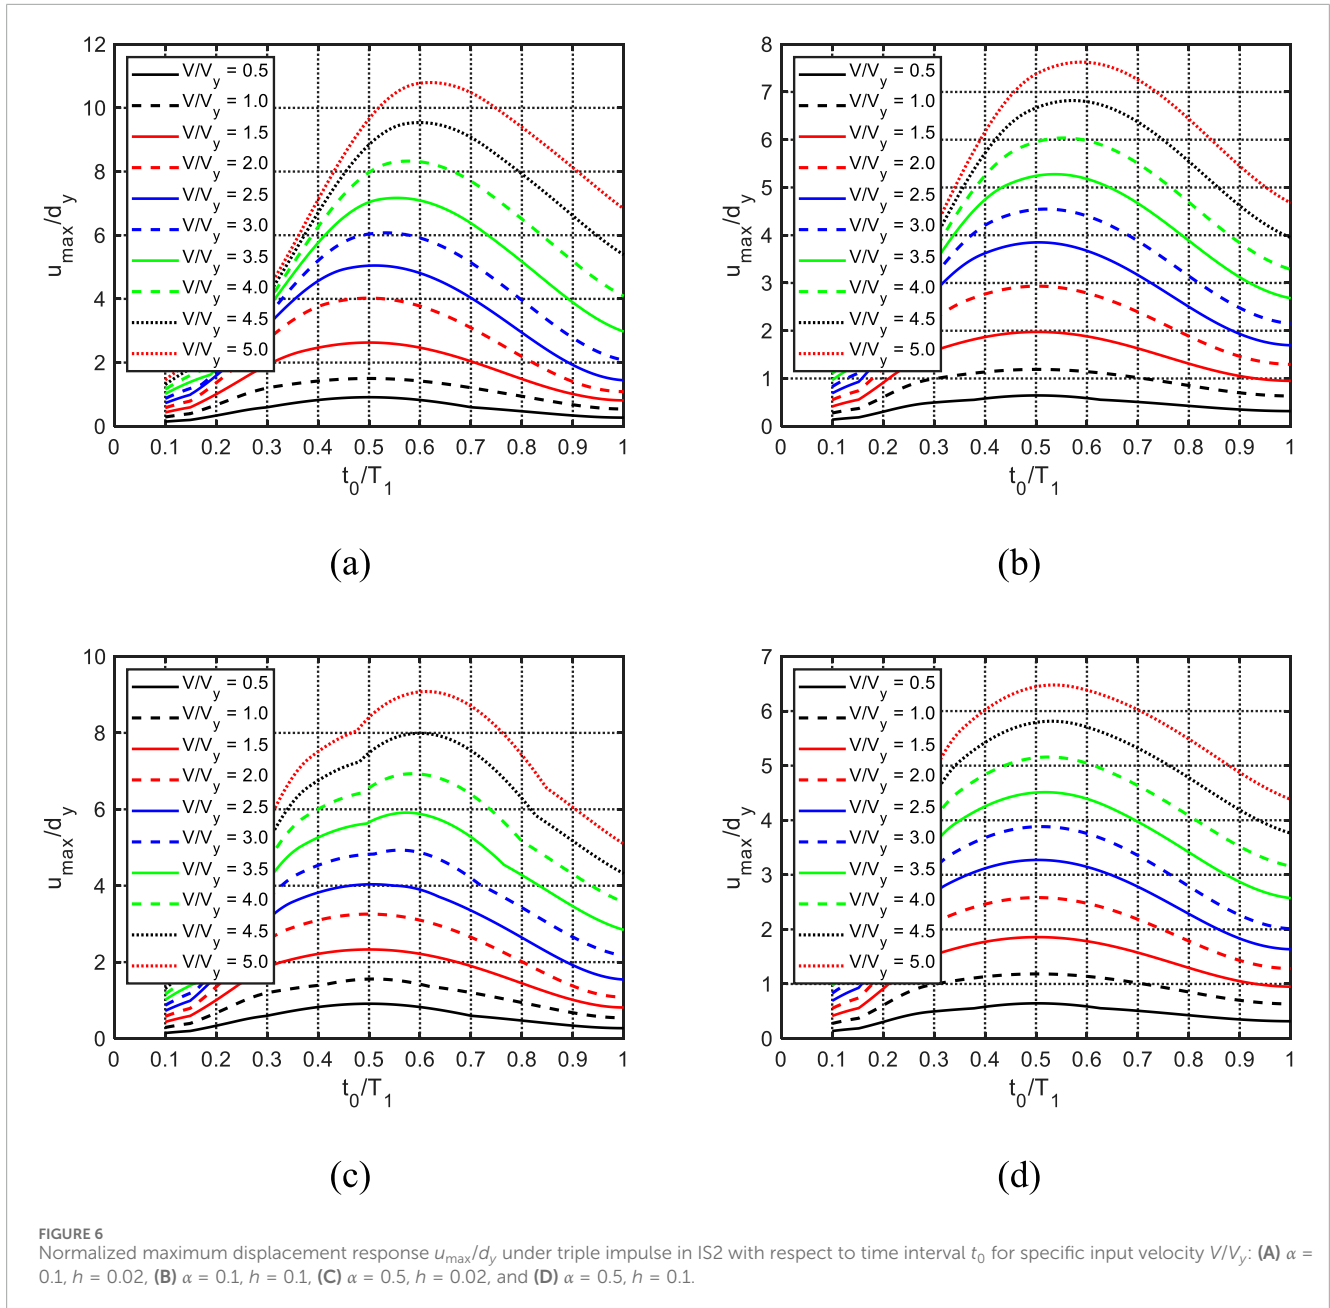 12
10
8
6
4
2
0
u_max/d_y
V/V_y = 0.5
V/V_y = 1.0
V/V_y = 1.5
V/V_y = 2.0
V/V_y = 2.5
V/V_y = 3.0
V/V_y = 3.5
V/V_y = 4.0
V/V_y = 4.5
V/V_y = 5.0
0 0.1 0.2 0.3 0.4 0.5 0.6 0.7 0.8 0.9 1
t_0/T_1
(a)
8
7
6
5
4
3
2
1
0
u_max/d_y
V/V_y = 0.5
V/V_y = 1.0
V/V_y = 1.5
V/V_y = 2.0
V/V_y = 2.5
V/V_y = 3.0
V/V_y = 3.5
V/V_y = 4.0
V/V_y = 4.5
V/V_y = 5.0
0 0.1 0.2 0.3 0.4 0.5 0.6 0.7 0.8 0.9 1
t_0/T_1
(b)
10
8
6
4
2
0
u_max/d_y
V/V_y = 0.5
V/V_y = 1.0
V/V_y = 1.5
V/V_y = 2.0
V/V_y = 2.5
V/V_y = 3.0
V/V_y = 3.5
V/V_y = 4.0
V/V_y = 4.5
V/V_y = 5.0
0 0.1 0.2 0.3 0.4 0.5 0.6 0.7 0.8 0.9 1
t_0/T_1
(c)
7
6
5
4
3
2
1
0
u_max/d_y
V/V_y = 0.5
V/V_y = 1.0
V/V_y = 1.5
V/V_y = 2.0
V/V_y = 2.5
V/V_y = 3.0
V/V_y = 3.5
V/V_y = 4.0
V/V_y = 4.5
V/V_y = 5.0
0 0.1 0.2 0.3 0.4 0.5 0.6 0.7 0.8 0.9 1
t_0/T_1
(d)
FIGURE 6
Normalized maximum displacement response u_max/d_y under triple impulse in IS2 with respect to time interval t_0 for specific input velocity V/V_y: (A) α =
0.1, h = 0.02, (B) α = 0.1, h = 0.1, (C) α = 0.5, h = 0.02, and (D) α = 0.5, h = 0.1.